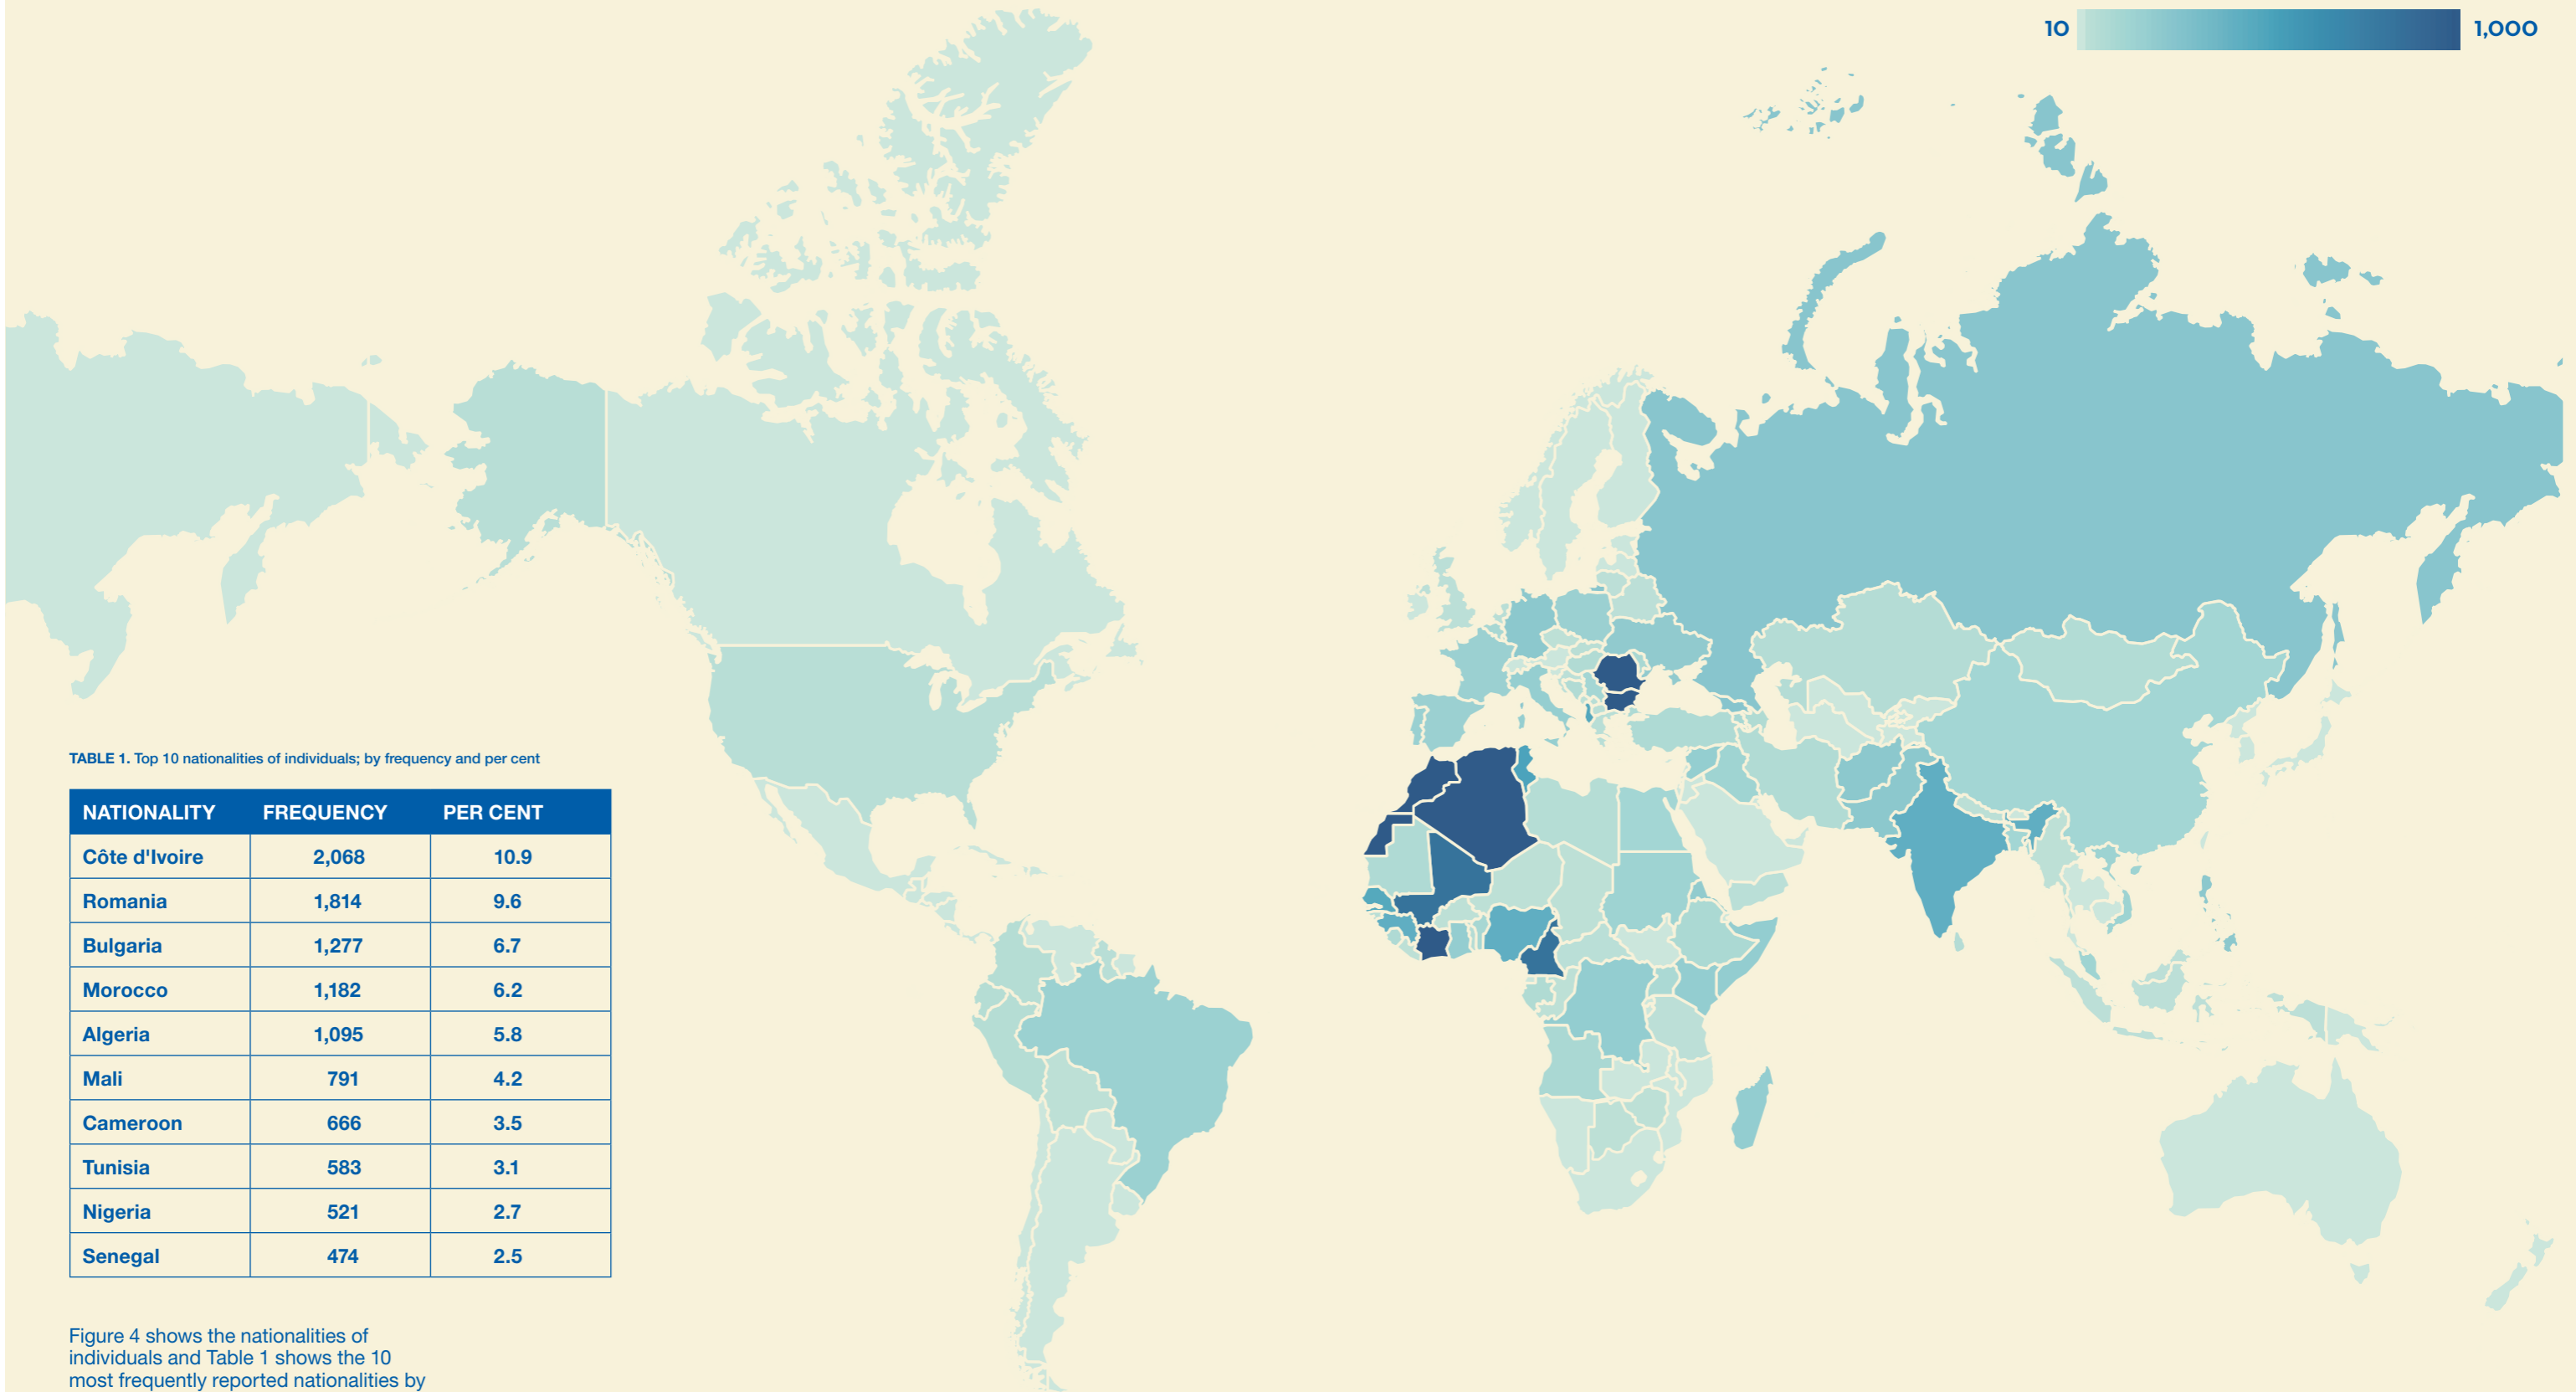 10 1,000
TABLE 1. Top 10 nationalities of individuals; by frequency and per cent
NATIONALITY FREQUENCY PER CENT
Côte d'Ivoire 2,068 10.9
Romania 1,814 9.6
Bulgaria 1,277 6.7
Morocco 1,182 6.2
Algeria 1,095 5.8
Mali 791 4.2
Cameroon 666 3.5
Tunisia 583 3.1
Nigeria 521 2.7
Senegal 474 2.5
Figure 4 shows the nationalities of
individuals and Table 1 shows the 10
most frequently reported nationalities by